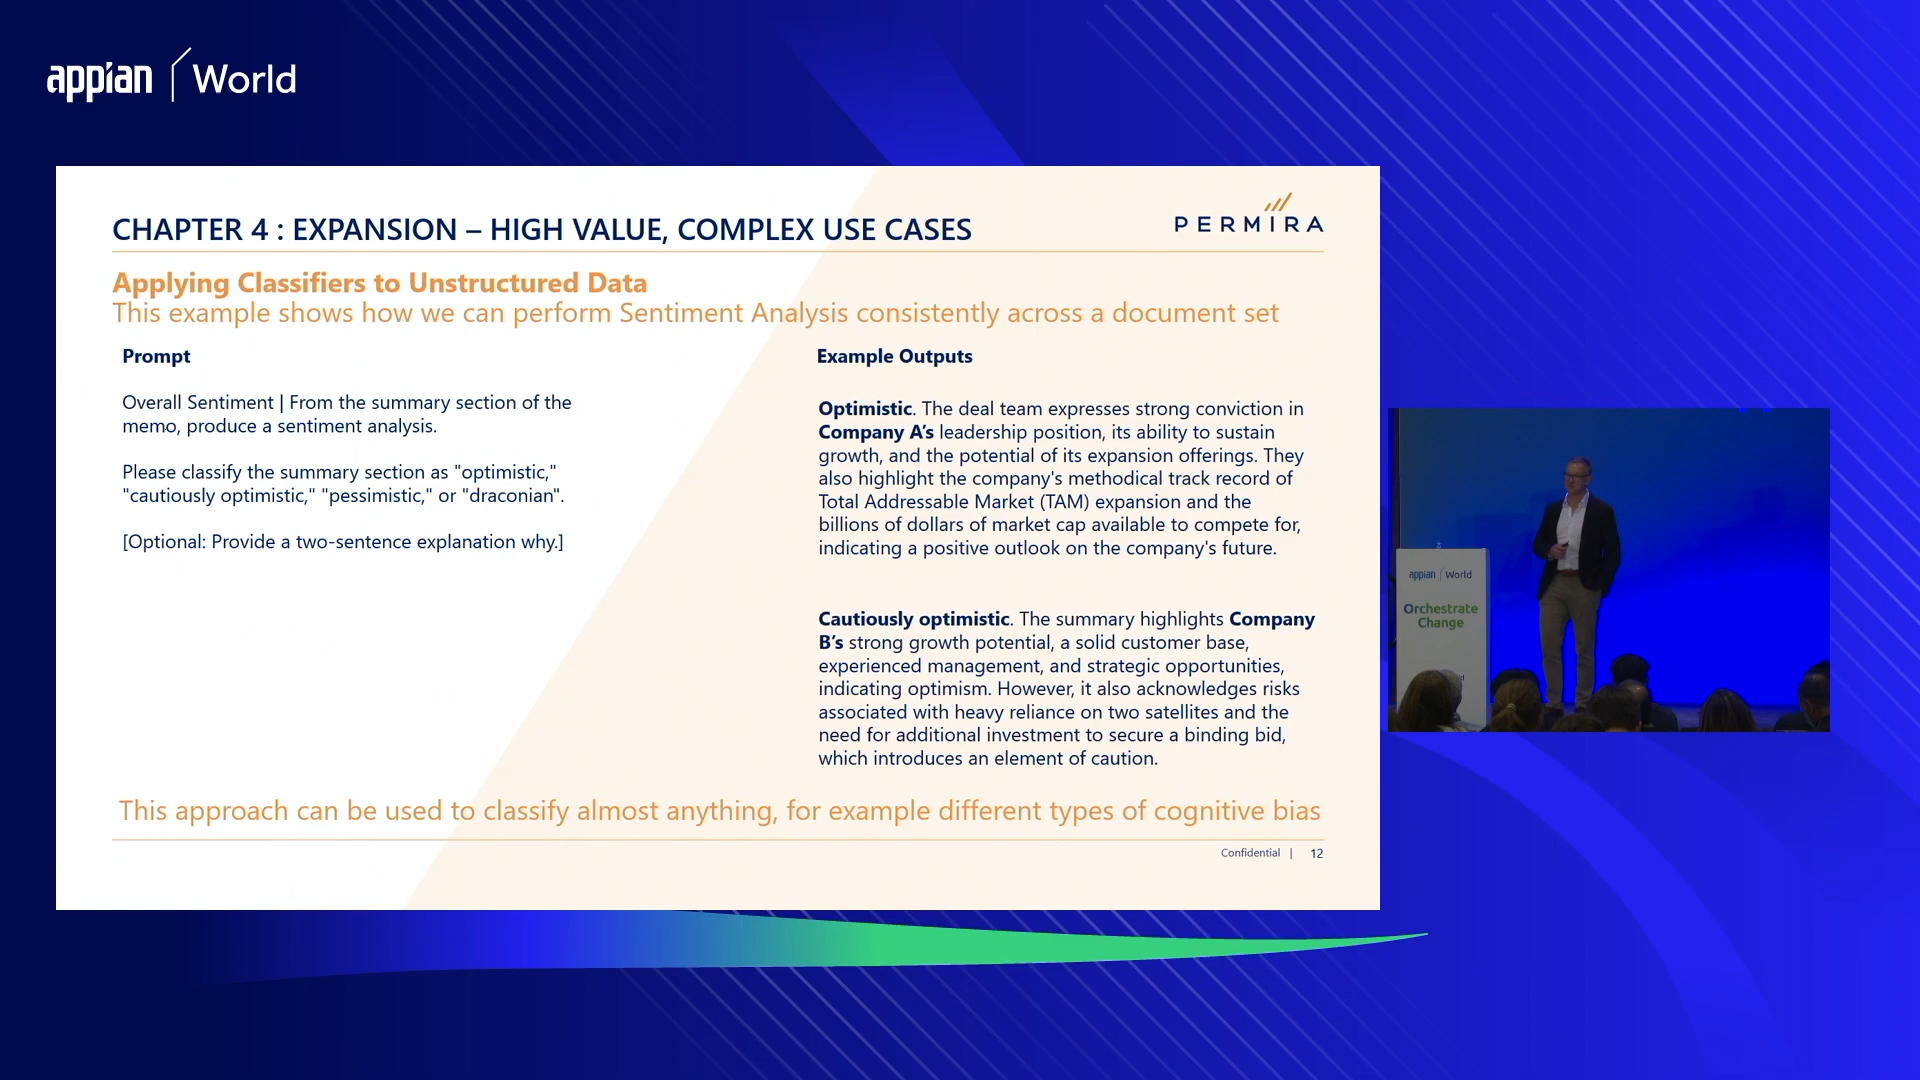 appian World
CHAPTER 4 : EXPANSION – HIGH VALUE, COMPLEX USE CASES
PERMIRA
Applying Classifiers to Unstructured Data
This example shows how we can perform Sentiment Analysis consistently across a document set
Prompt
Overall Sentiment | From the summary section of the
memo, produce a sentiment analysis.
Please classify the summary section as "optimistic,"
"cautiously optimistic," "pessimistic," or "draconian".
[Optional: Provide a two-sentence explanation why.]
Example Outputs
Optimistic. The deal team expresses strong conviction in
Company A's leadership position, its ability to sustain
growth, and the potential of its expansion offerings. They
also highlight the company's methodical track record of
Total Addressable Market (TAM) expansion and the
billions of dollars of market cap available to compete for,
indicating a positive outlook on the company's future.
Cautiously optimistic. The summary highlights Company
B's strong growth potential, a solid customer base,
experienced management, and strategic opportunities,
indicating optimism. However, it also acknowledges risks
associated with heavy reliance on two satellites and the
need for additional investment to secure a binding bid,
which introduces an element of caution.
This approach can be used to classify almost anything, for example different types of cognitive bias
Confidential | 12
appian World
Orchestrate
Change